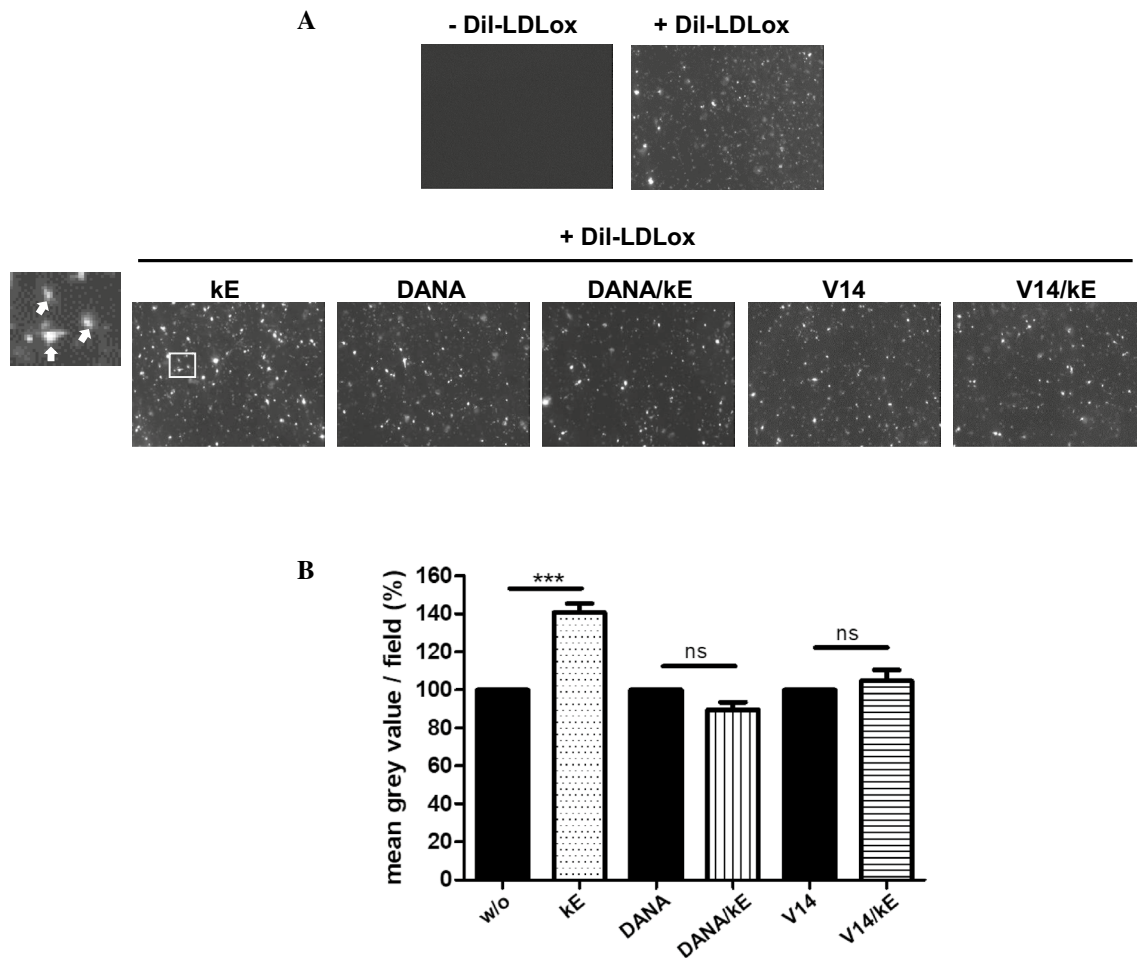 A
- DiI-LDLox
+ DiI-LDLox
+ DiI-LDLox
kE
DANA
DANA/kE
V14
V14/kE
B
mean grey value / field (%)
160
140
120
100
80
60
40
20
0
***
ns
ns
w/o
kE
DANA
DANA/kE
V14
V14/kE